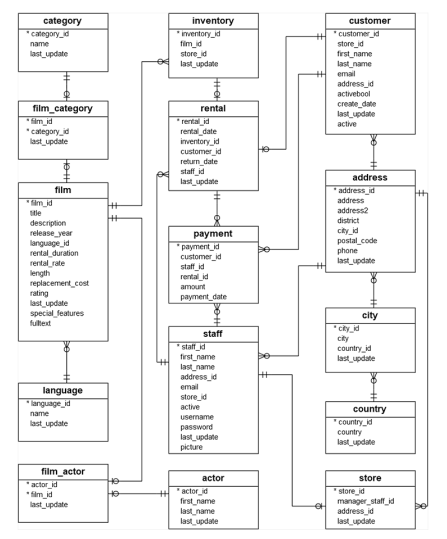 category
* category_id
name
last_update
film_category
* film_id
* category_id
last_update
film
* film_id
title
description
release_year
language_id
rental_duration
rental_rate
length
replacement_cost
rating
last_update
special_features
fulltext
language
* language_id
name
last_update
film_actor
* actor_id
* film_id
last_update
inventory
* inventory_id
film_id
store_id
last_update
rental
* rental_id
rental_date
inventory_id
customer_id
return_date
staff_id
last_update
payment
* payment_id
customer_id
staff_id
rental_id
amount
payment_date
staff
* staff_id
first_name
last_name
address_id
email
store_id
active
username
password
last_update
picture
actor
* actor_id
first_name
last_name
last_update
customer
* customer_id
store_id
first_name
last_name
email
address_id
activebool
create_date
last_update
active
address
* address_id
address
address2
district
city_id
postal_code
phone
last_update
city
* city_id
city
country_id
last_update
country
* country_id
country
last_update
store
* store_id
manager_staff_id
address_id
last_update